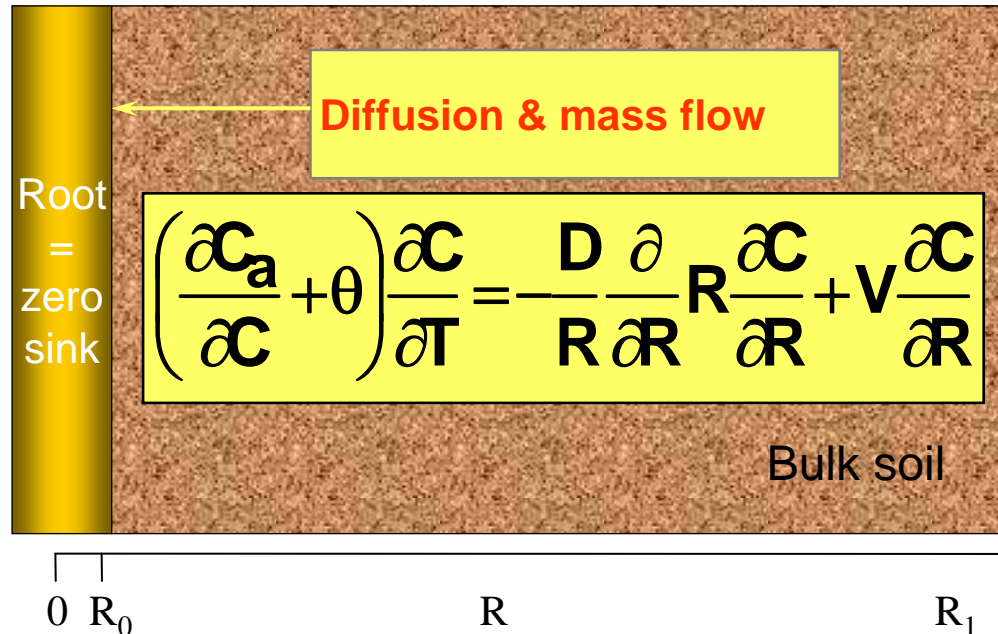 Diffusion & mass flow
Root
=
zero
sink
(∂Cₐ/∂C + θ) ∂C/∂T = −D/R ∂/∂R R ∂C/∂R + V ∂C/∂R
Bulk soil
0 R₀ R R₁